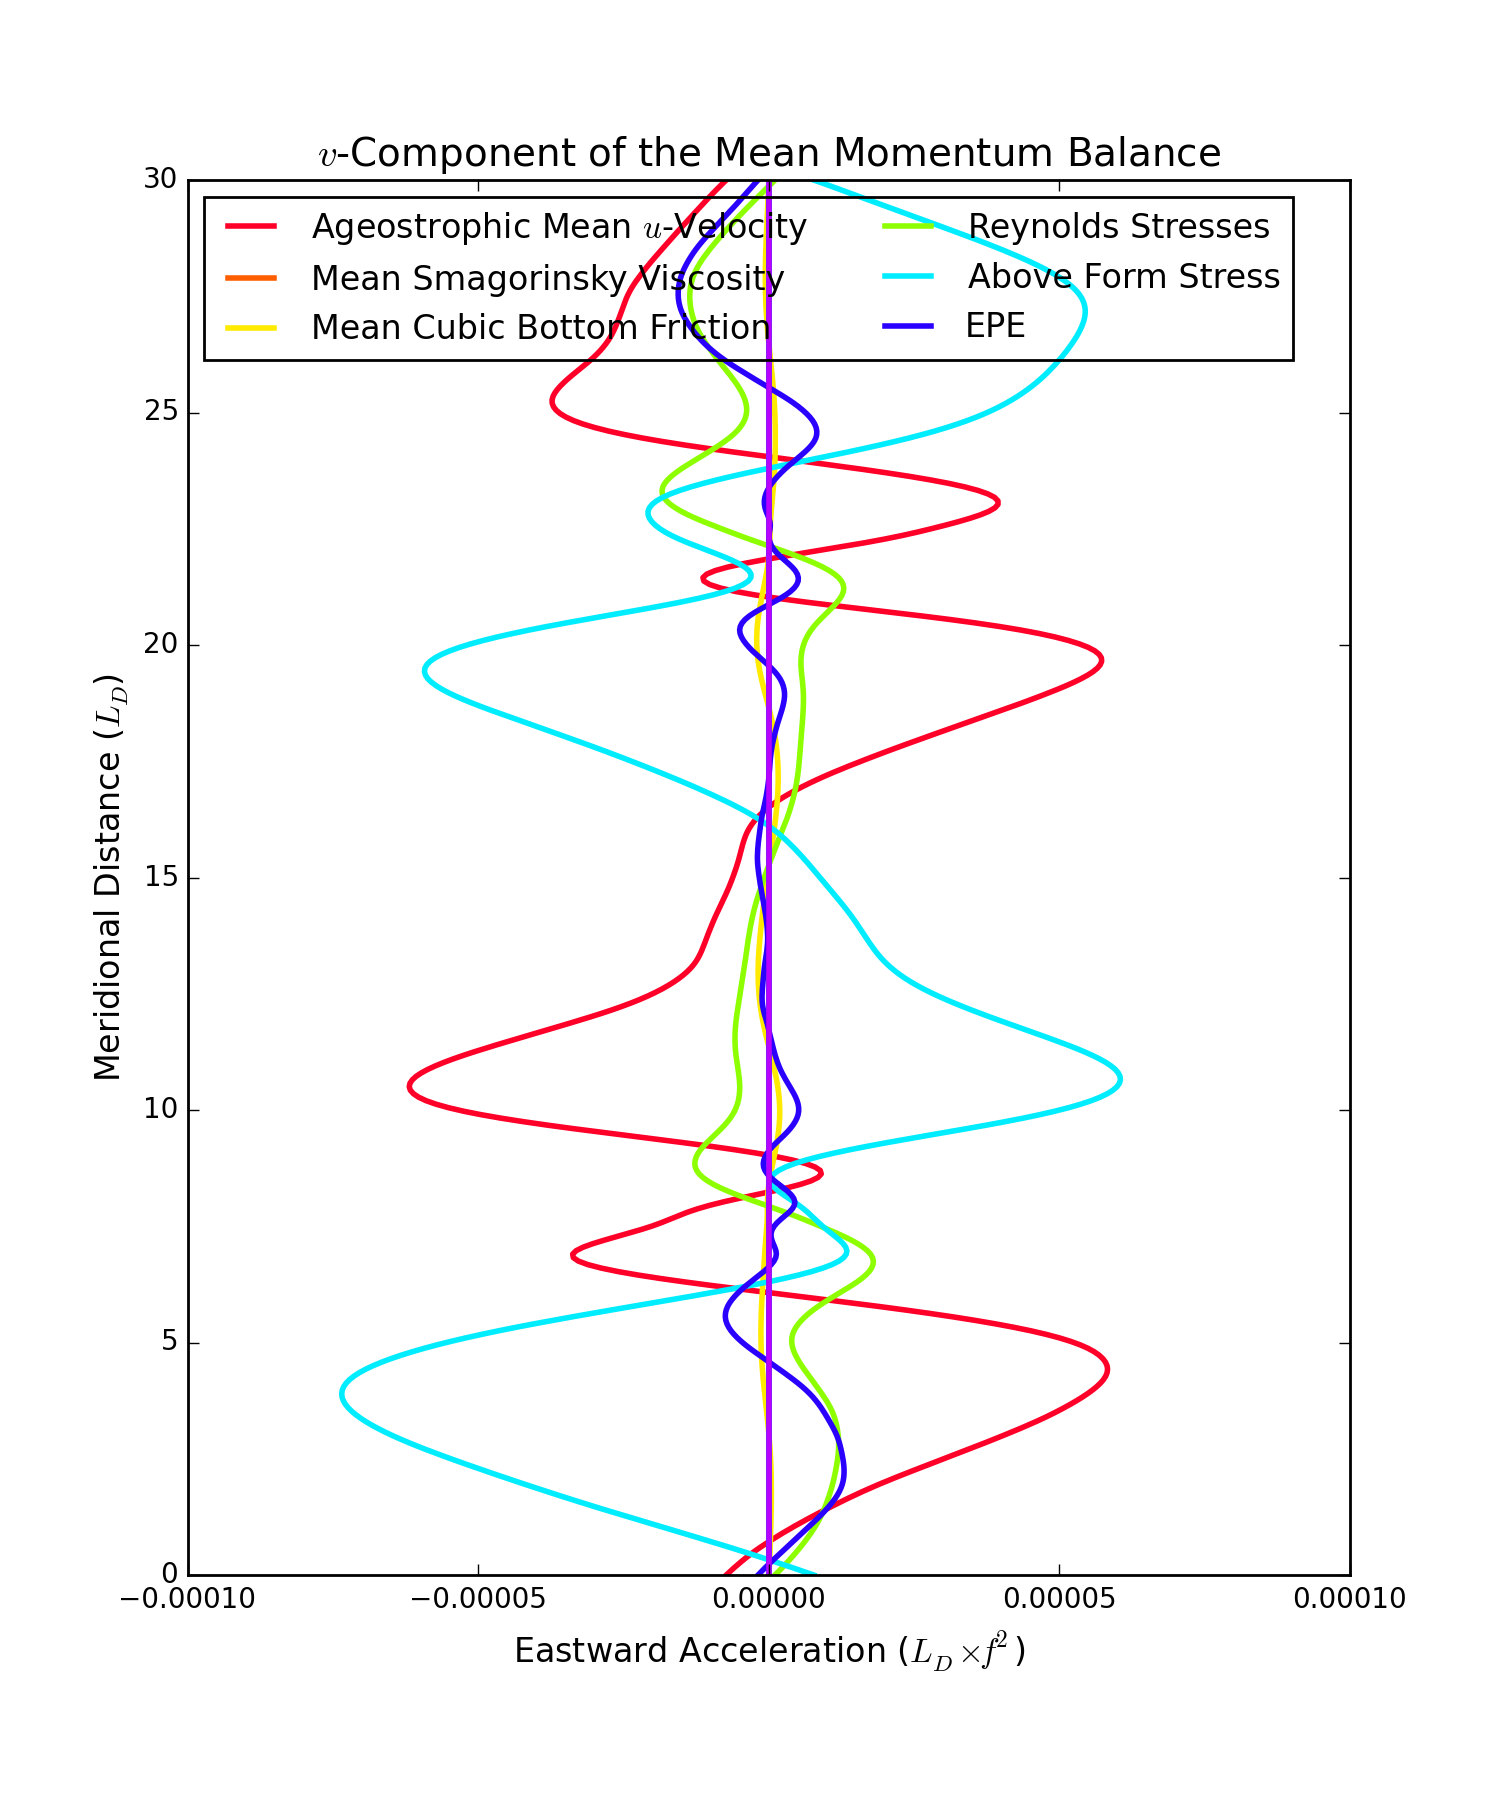 v-Component of the Mean Momentum Balance
Ageostrophic Mean u-Velocity
Mean Smagorinsky Viscosity
Mean Cubic Bottom Friction
Reynolds Stresses
Above Form Stress
EPE
30
25
20
15
10
5
0
Meridional Distance (L_D)
−0.00010 −0.00005 0.00000 0.00005 0.00010
Eastward Acceleration (L_D × f²)